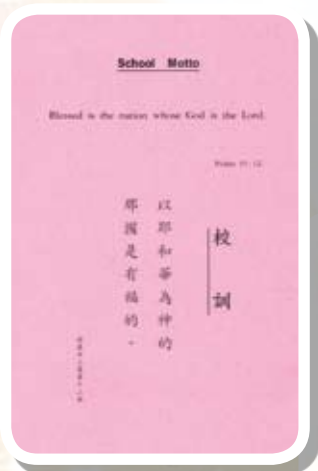 School Motto
Blessed is the nation whose God is the Lord.
校訓
以耶和華為神的
那國是有福的。